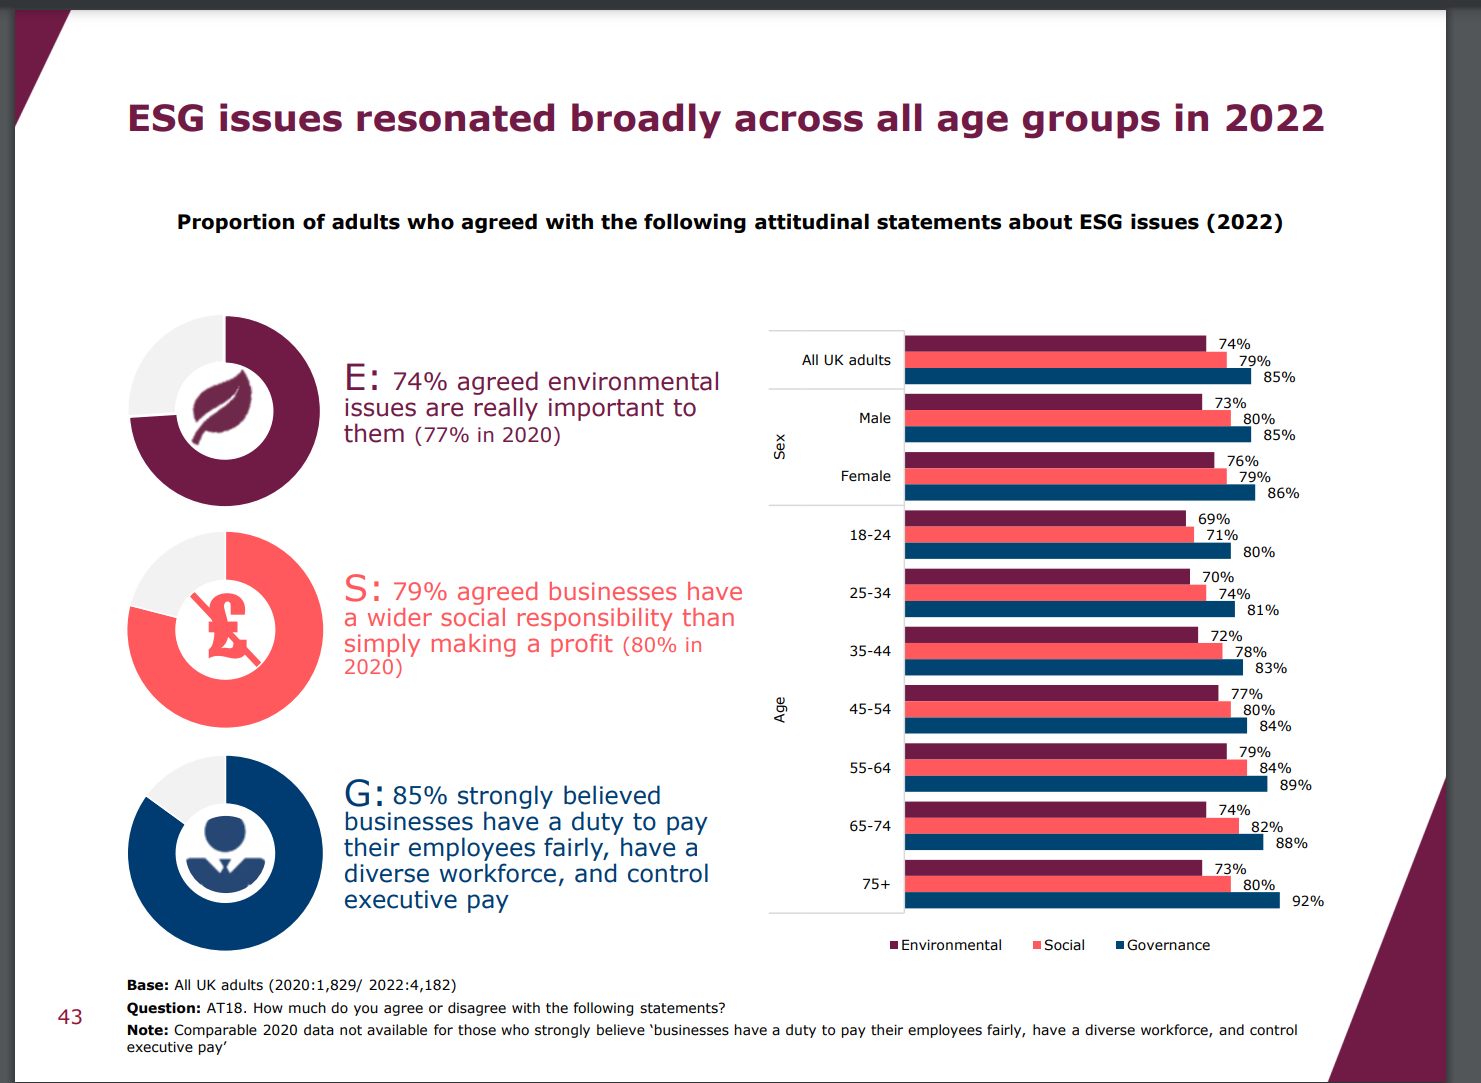 ESG issues resonated broadly across all age groups in 2022
Proportion of adults who agreed with the following attitudinal statements about ESG issues (2022)
E: 74% agreed environmental
issues are really important to
them (77% in 2020)
£
S: 79% agreed businesses have
a wider social responsibility than
simply making a profit (80% in
2020)
G: 85% strongly believed
businesses have a duty to pay
their employees fairly, have a
diverse workforce, and control
executive pay
All UK adults
74%
79%
85%
Sex
Male
73%
80%
85%
Female
76%
79%
86%
Age
18-24
69%
71%
80%
25-34
70%
74%
81%
35-44
72%
78%
83%
45-54
77%
80%
84%
55-64
79%
84%
89%
65-74
74%
82%
88%
75+
73%
80%
92%
Environmental Social Governance
Base: All UK adults (2020:1,829/ 2022:4,182)
Question: AT18. How much do you agree or disagree with the following statements?
Note: Comparable 2020 data not available for those who strongly believe ‘businesses have a duty to pay their employees fairly, have a diverse workforce, and control
executive pay’
43